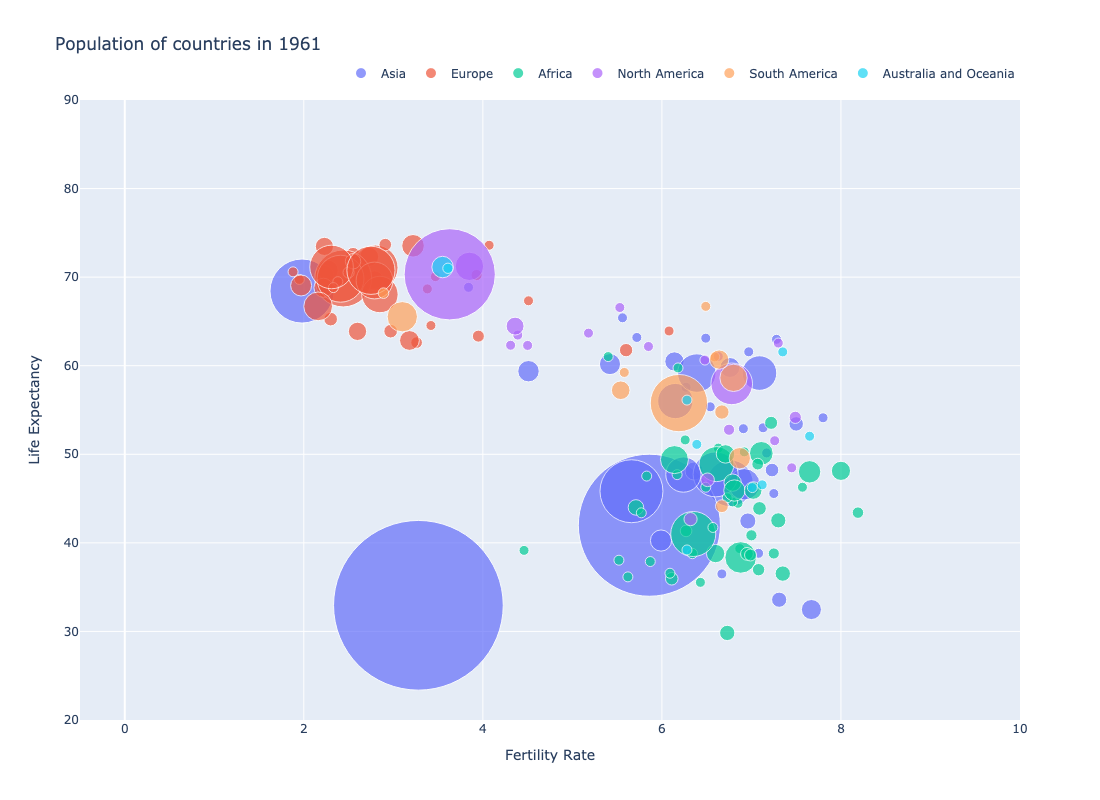 Population of countries in 1961
Asia Europe Africa North America South America Australia and Oceania
90
80
70
60
50
40
30
20
Life Expectancy
0 2 4 6 8 10
Fertility Rate